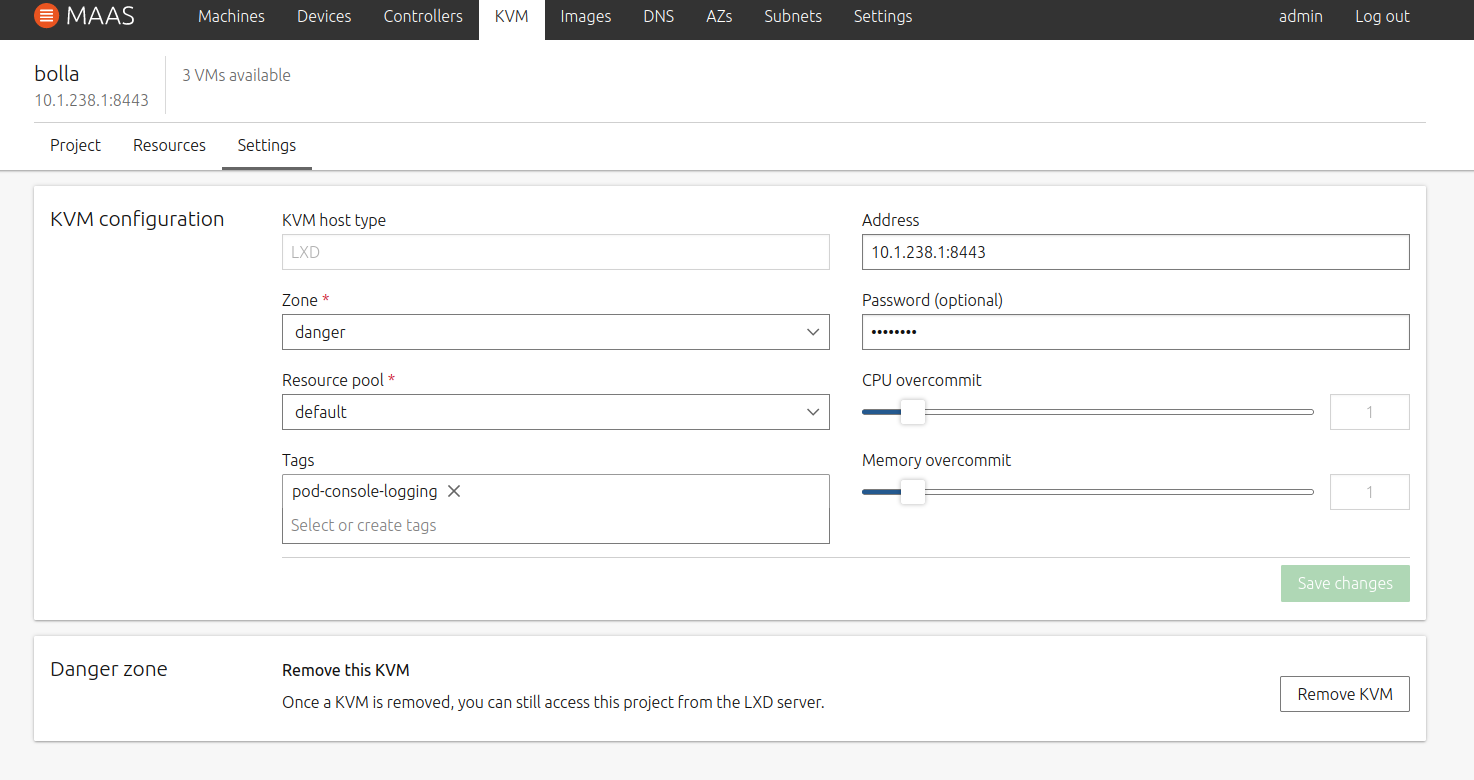 MAAS Machines Devices Controllers KVM Images DNS AZs Subnets Settings admin Log out
bolla
3 VMs available
10.1.238.1:8443
Project Resources Settings
KVM configuration
KVM host type
LXD
Address
10.1.238.1:8443
Zone *
danger
Password (optional)
••••••••
Resource pool *
default
CPU overcommit
1
Tags
pod-console-logging
Select or create tags
Memory overcommit
1
Save changes
Danger zone
Remove this KVM
Once a KVM is removed, you can still access this project from the LXD server.
Remove KVM